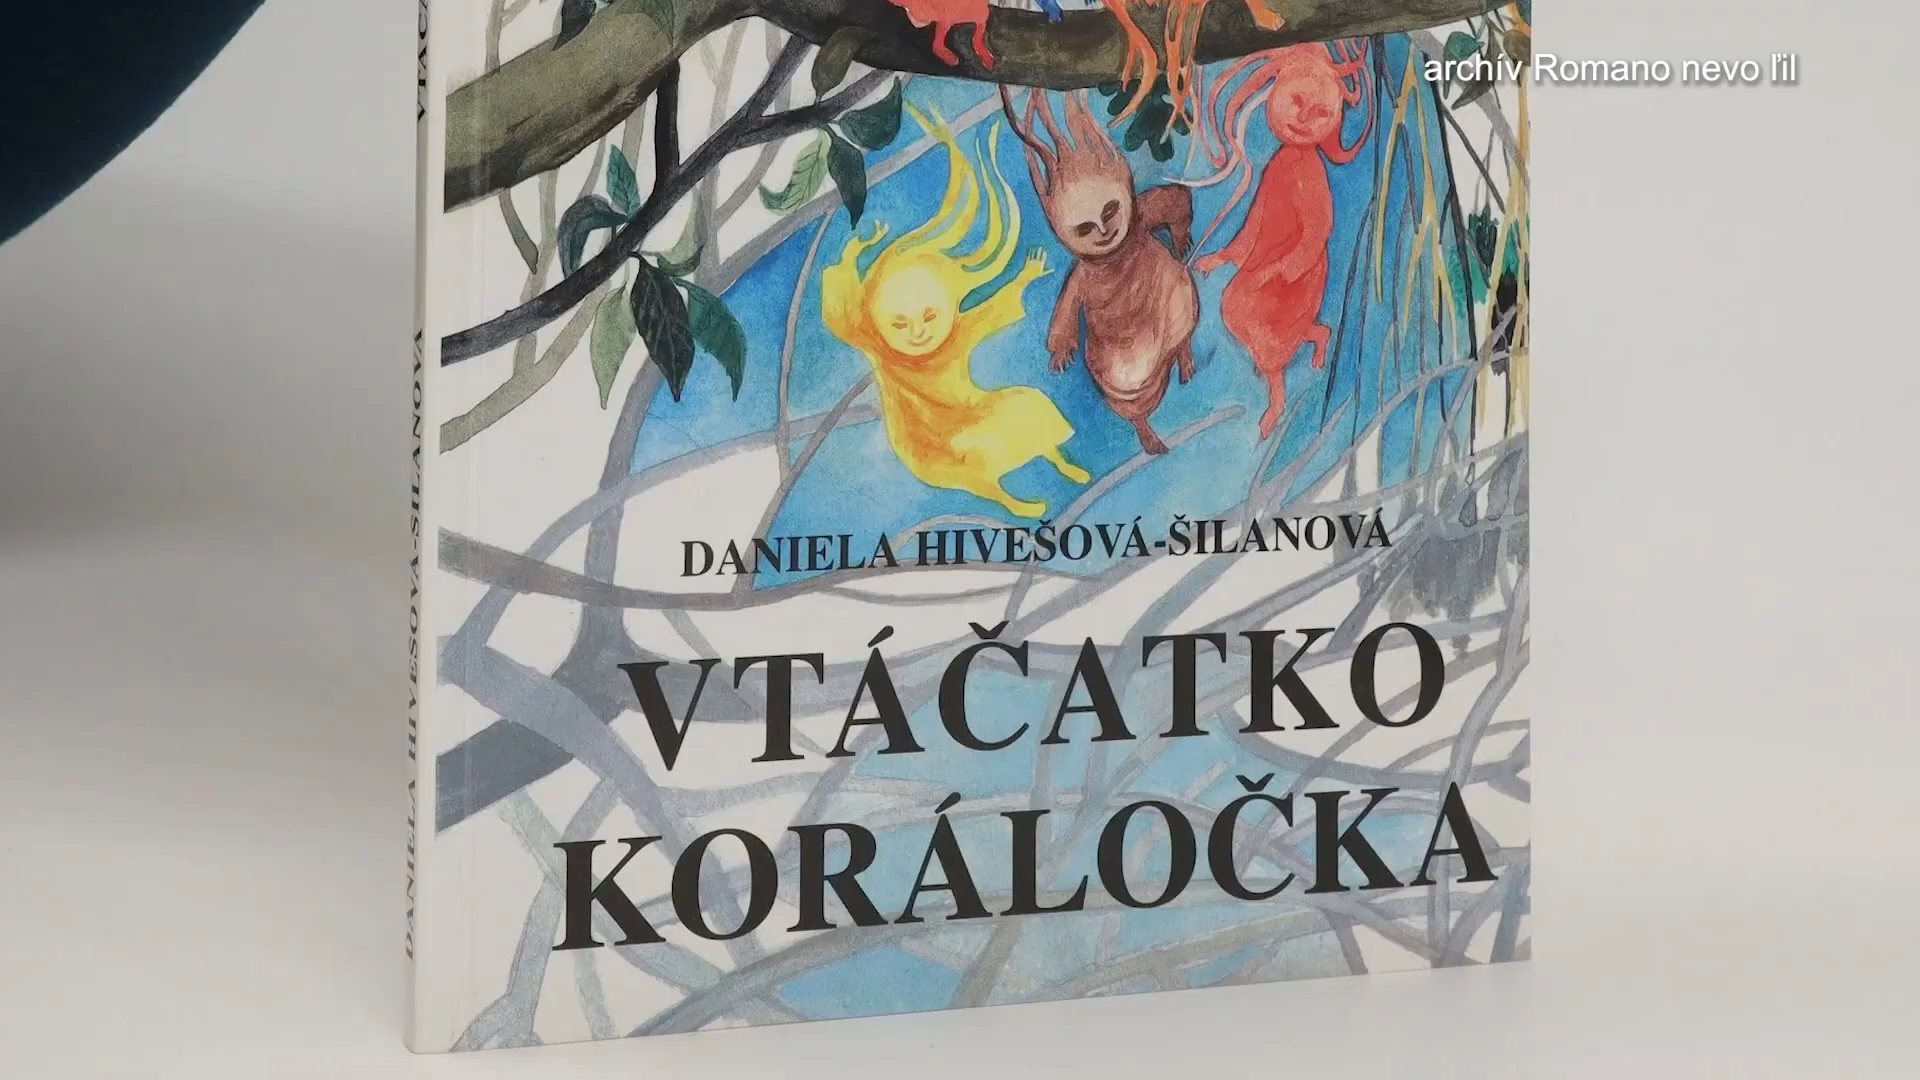 archív Romano nevo ľil
DANIELA HIVEŠOVÁ-ŠILANOVÁ
VTÁČATKO
KORÁLOČKA
DANIELA HIVEŠOVÁ-ŠILANOVÁ